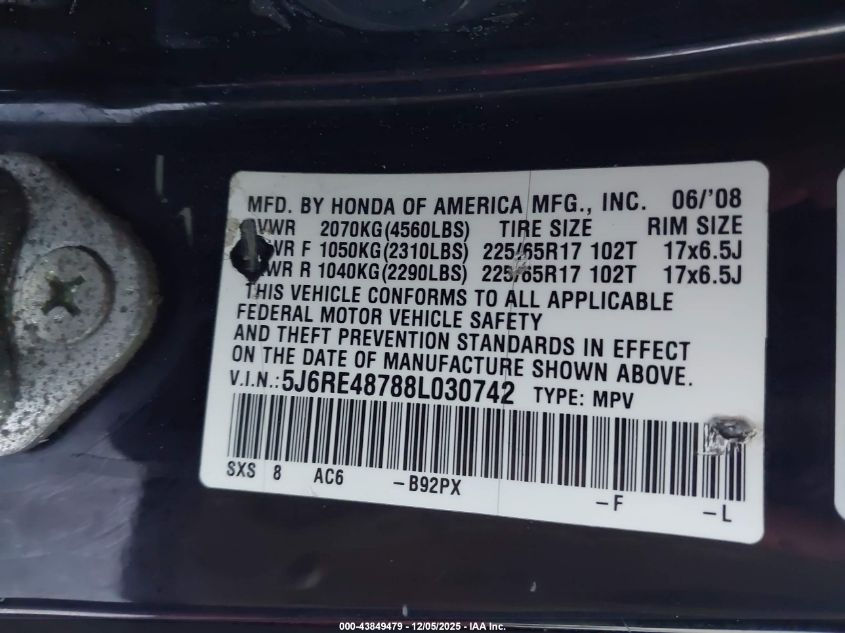 MFD. BY HONDA OF AMERICA MFG., INC. 06/'08
VWR 2070KG(4560LBS) TIRE SIZE RIM SIZE
WR F 1050KG(2310LBS) 225/65R17 102T 17x6.5J
WR R 1040KG(2290LBS) 225/65R17 102T 17x6.5J
THIS VEHICLE CONFORMS TO ALL APPLICABLE
FEDERAL MOTOR VEHICLE SAFETY
AND THEFT PREVENTION STANDARDS IN EFFECT
ON THE DATE OF MANUFACTURE SHOWN ABOVE.
V.I.N.: 5J6RE48788L030742 TYPE: MPV
SXS 8 AC6 -B92PX -F -L
000-43849479 — 12/05/2025 - IAA Inc.